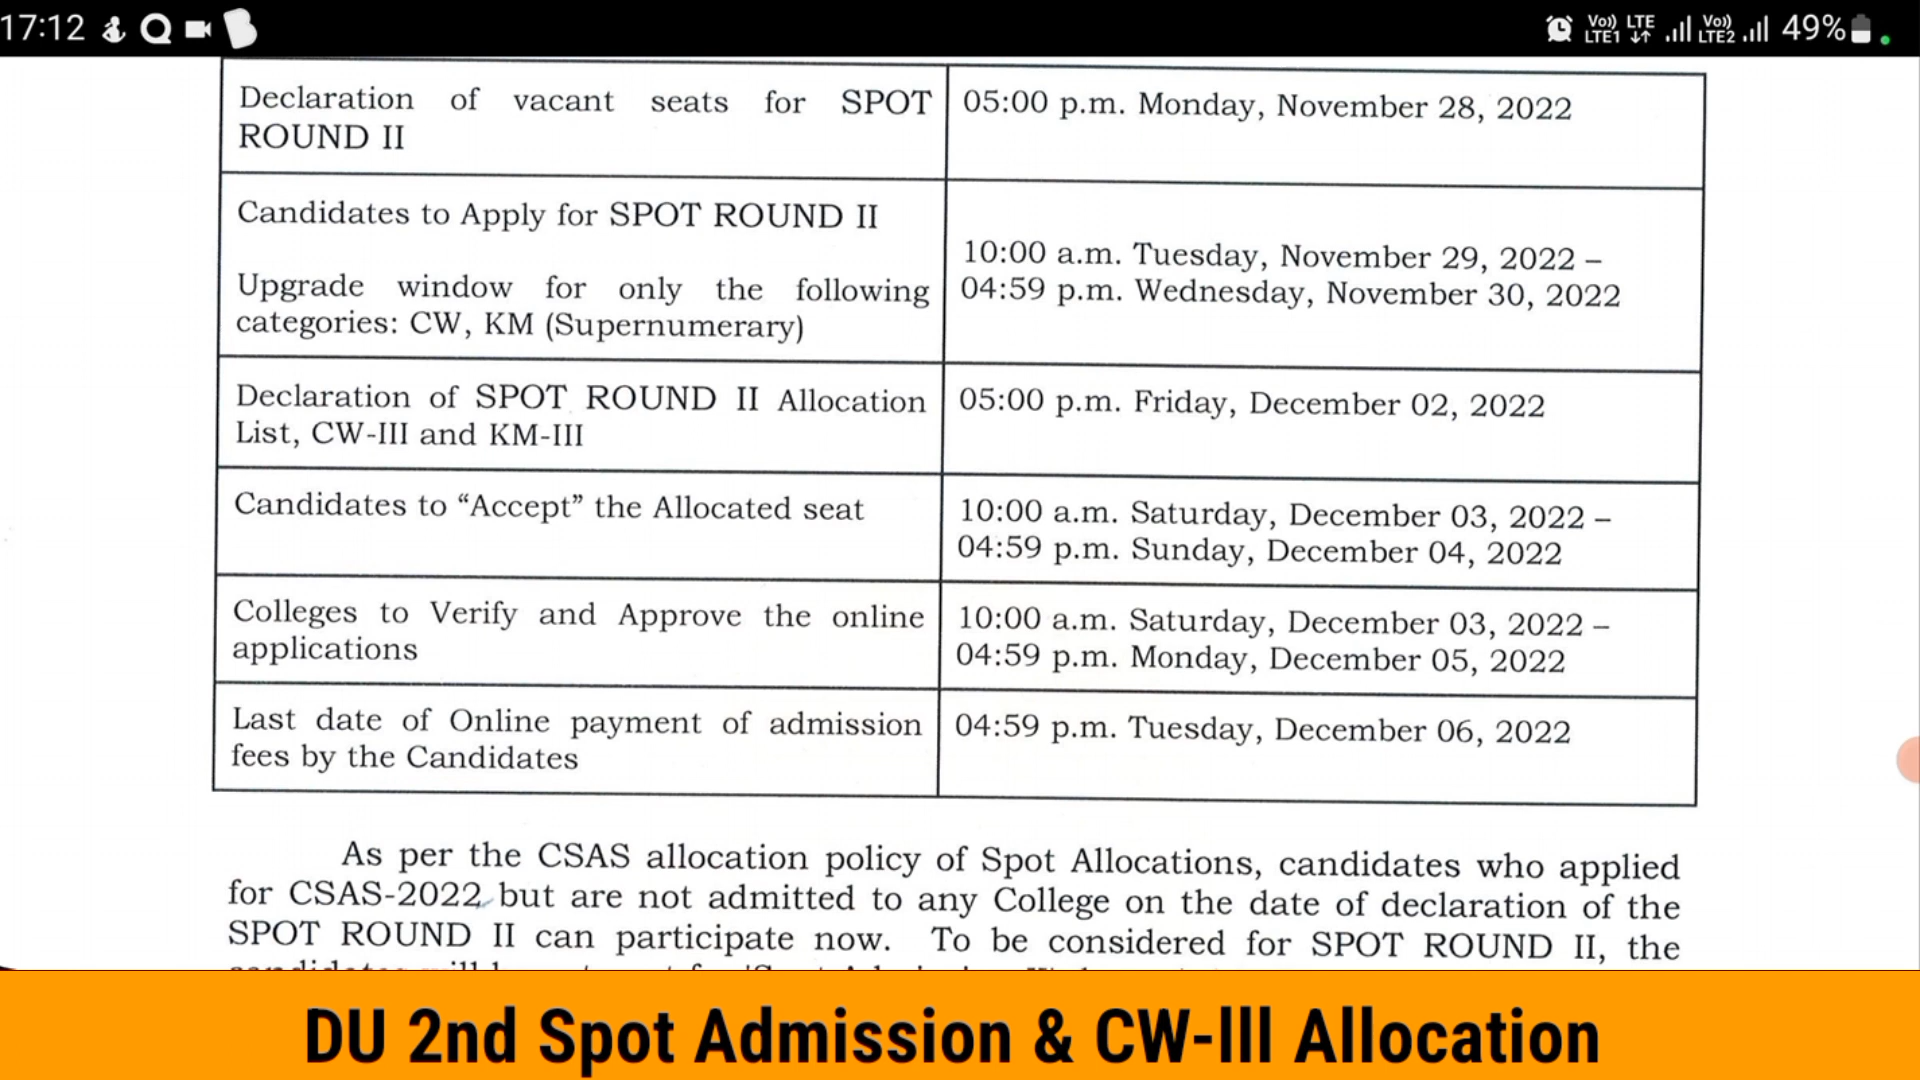 17:12
Vo)) LTE
LTE1
Vo))
LTE2
49%
Declaration of vacant seats for SPOT
ROUND II
05:00 p.m. Monday, November 28, 2022
Candidates to Apply for SPOT ROUND II
Upgrade window for only the following
categories: CW, KM (Supernumerary)
10:00 a.m. Tuesday, November 29, 2022 –
04:59 p.m. Wednesday, November 30, 2022
Declaration of SPOT ROUND II Allocation
List, CW-III and KM-III
05:00 p.m. Friday, December 02, 2022
Candidates to “Accept” the Allocated seat
10:00 a.m. Saturday, December 03, 2022 –
04:59 p.m. Sunday, December 04, 2022
Colleges to Verify and Approve the online
applications
10:00 a.m. Saturday, December 03, 2022 –
04:59 p.m. Monday, December 05, 2022
Last date of Online payment of admission
fees by the Candidates
04:59 p.m. Tuesday, December 06, 2022
As per the CSAS allocation policy of Spot Allocations, candidates who applied
for CSAS-2022 but are not admitted to any College on the date of declaration of the
SPOT ROUND II can participate now. To be considered for SPOT ROUND II, the
DU 2nd Spot Admission & CW-III Allocation